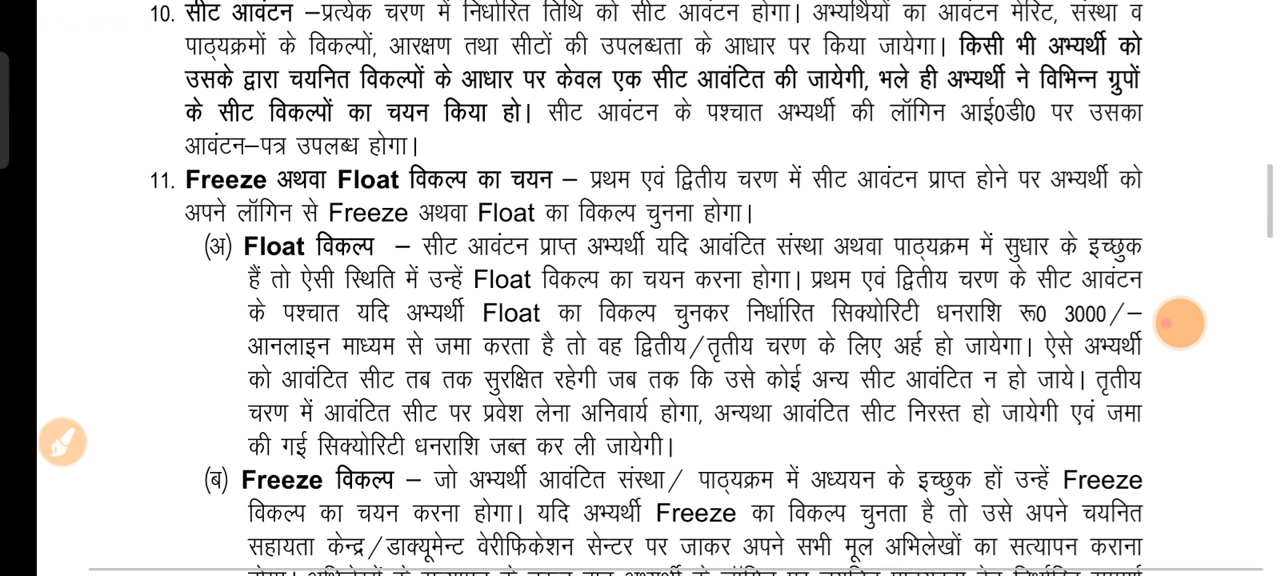 10. सीट आवंटन –प्रत्येक चरण में निर्धारित तिथि को सीट आवंटन होगा। अभ्यर्थियों का आवंटन मेरिट, संस्था व
पाठ्यक्रमों के विकल्पों, आरक्षण तथा सीटों की उपलब्धता के आधार पर किया जायेगा। किसी भी अभ्यर्थी को
उसके द्वारा चयनित विकल्पों के आधार पर केवल एक सीट आवंटित की जायेगी, भले ही अभ्यर्थी ने विभिन्न ग्रुपों
के सीट विकल्पों का चयन किया हो। सीट आवंटन के पश्चात अभ्यर्थी की लॉगिन आई0डी0 पर उसका
आवंटन–पत्र उपलब्ध होगा।
11. Freeze अथवा Float विकल्प का चयन – प्रथम एवं द्वितीय चरण में सीट आवंटन प्राप्त होने पर अभ्यर्थी को
अपने लॉगिन से Freeze अथवा Float का विकल्प चुनना होगा।
(अ) Float विकल्प – सीट आवंटन प्राप्त अभ्यर्थी यदि आवंटित संस्था अथवा पाठ्यक्रम में सुधार के इच्छुक
हैं तो ऐसी स्थिति में उन्हें Float विकल्प का चयन करना होगा। प्रथम एवं द्वितीय चरण के सीट आवंटन
के पश्चात यदि अभ्यर्थी Float का विकल्प चुनकर निर्धारित सिक्योरिटी धनराशि रू0 3000/–
आनलाइन माध्यम से जमा करता है तो वह द्वितीय/तृतीय चरण के लिए अर्ह हो जायेगा। ऐसे अभ्यर्थी
को आवंटित सीट तब तक सुरक्षित रहेगी जब तक कि उसे कोई अन्य सीट आवंटित न हो जाये। तृतीय
चरण में आवंटित सीट पर प्रवेश लेना अनिवार्य होगा, अन्यथा आवंटित सीट निरस्त हो जायेगी एवं जमा
की गई सिक्योरिटी धनराशि जब्त कर ली जायेगी।
(ब) Freeze विकल्प – जो अभ्यर्थी आवंटित संस्था/ पाठ्यक्रम में अध्ययन के इच्छुक हों उन्हें Freeze
विकल्प का चयन करना होगा। यदि अभ्यर्थी Freeze का विकल्प चुनता है तो उसे अपने चयनित
सहायता केन्द्र/डाक्यूमेन्ट वेरीफिकेशन सेन्टर पर जाकर अपने सभी मूल अभिलेखों का सत्यापन कराना